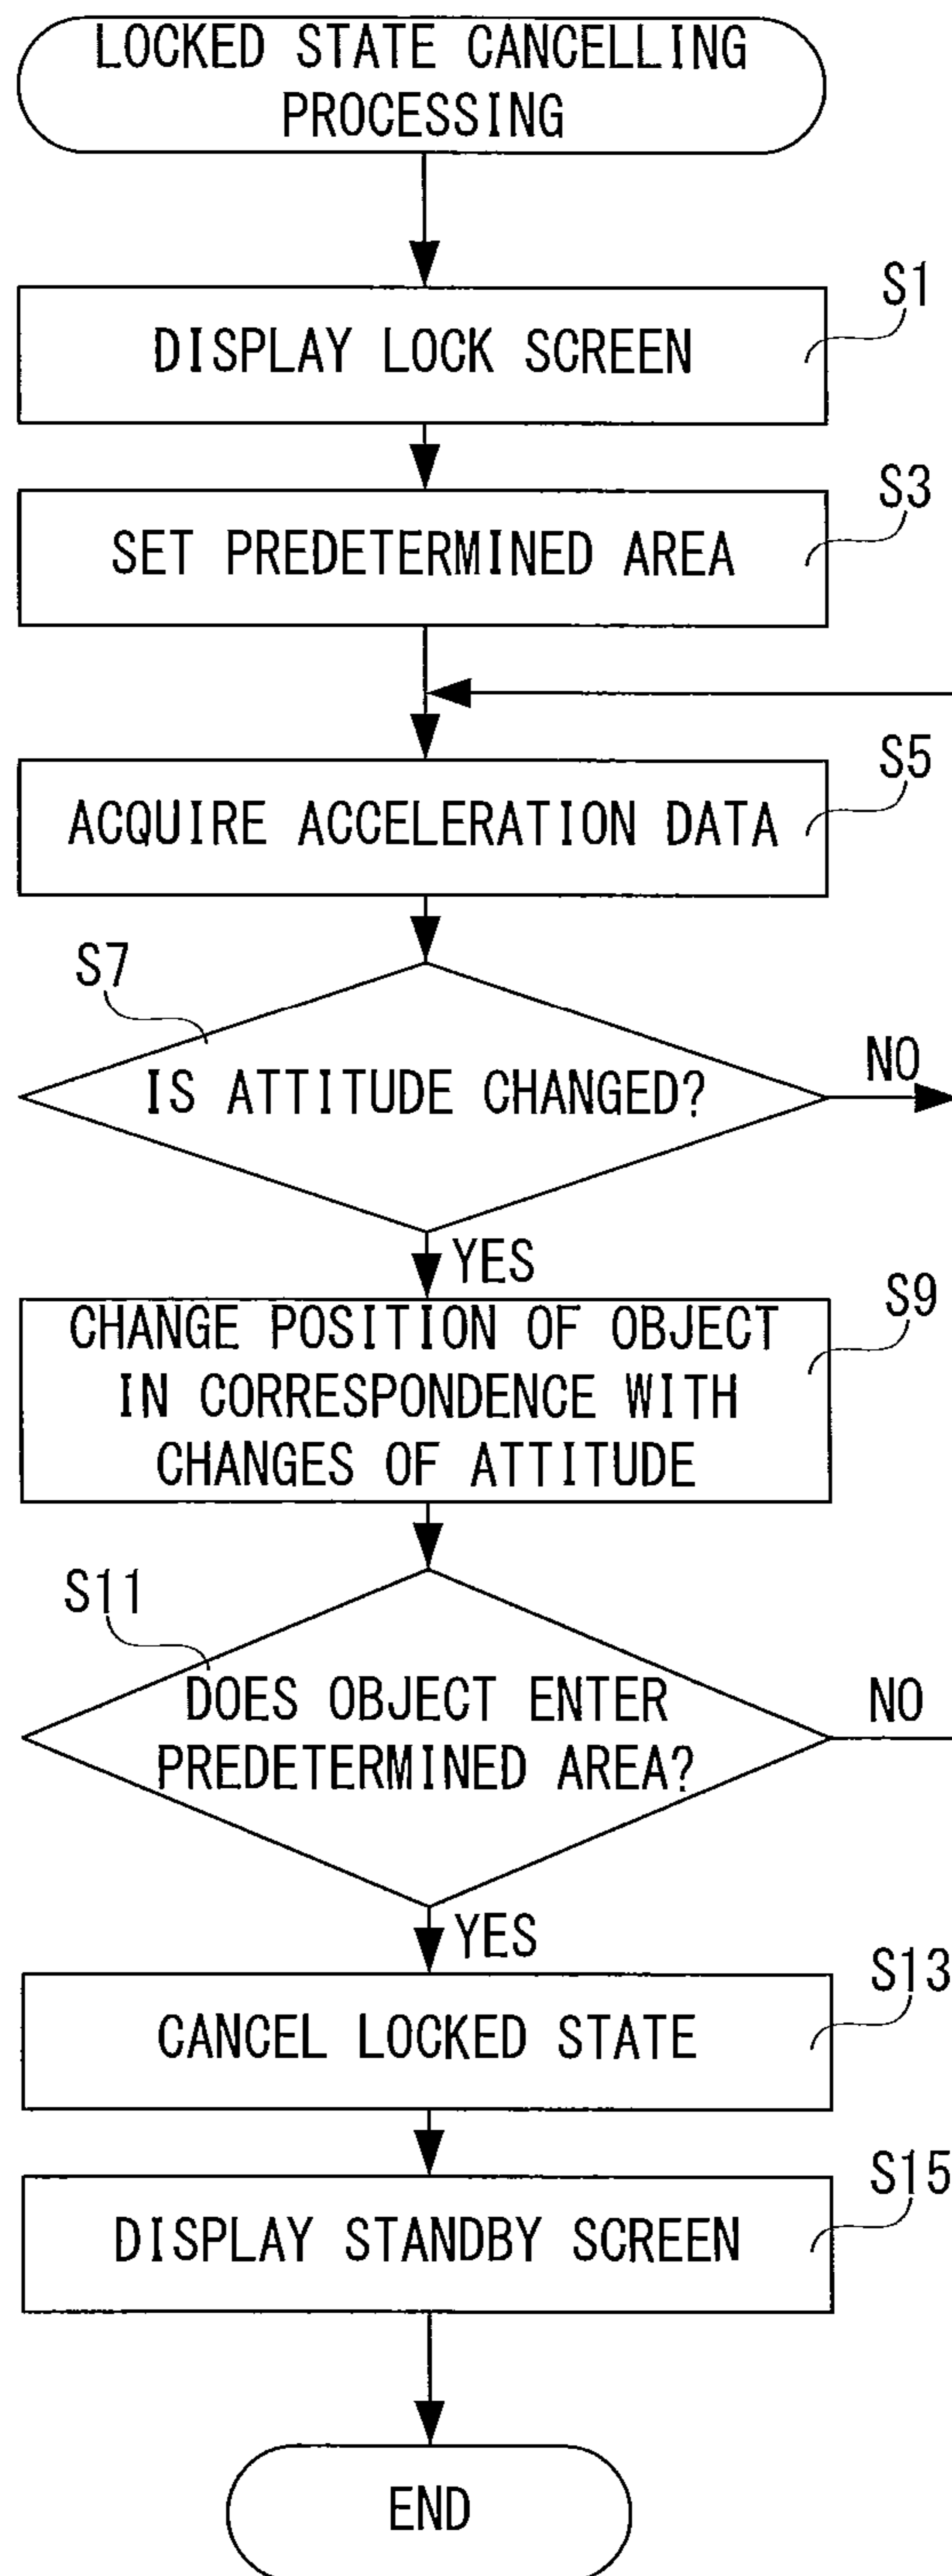 LOCKED STATE CANCELLING
PROCESSING
S1
DISPLAY LOCK SCREEN
S3
SET PREDETERMINED AREA
S5
ACQUIRE ACCELERATION DATA
S7
IS ATTITUDE CHANGED?
NO
YES
S9
CHANGE POSITION OF OBJECT
IN CORRESPONDENCE WITH
CHANGES OF ATTITUDE
S11
DOES OBJECT ENTER
PREDETERMINED AREA?
NO
YES
S13
CANCEL LOCKED STATE
S15
DISPLAY STANDBY SCREEN
END